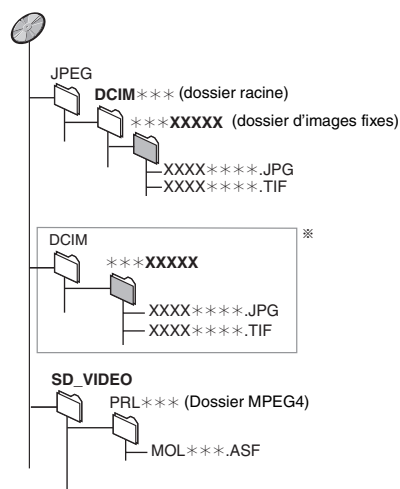 JPEG
DCIM∗∗∗ (dossier racine)
∗∗∗XXXXX (dossier d'images fixes)
XXXX∗∗∗∗.JPG
XXXX∗∗∗∗.TIF
※
DCIM
∗∗∗XXXXX
XXXX∗∗∗∗.JPG
XXXX∗∗∗∗.TIF
SD_VIDEO
PRL∗∗∗ (Dossier MPEG4)
MOL∗∗∗.ASF